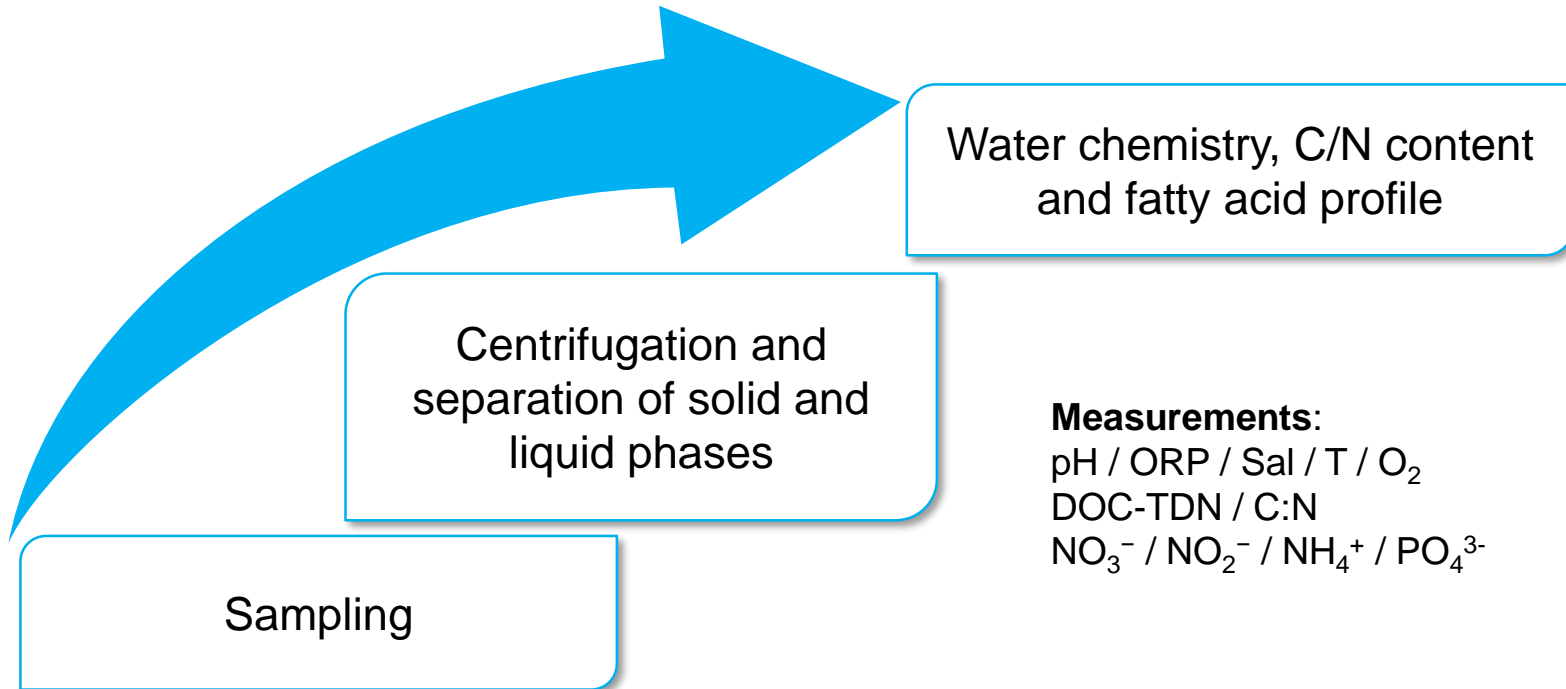 Water chemistry, C/N content
and fatty acid profile
Centrifugation and
separation of solid and
liquid phases
Measurements:
pH / ORP / Sal / T / O₂
DOC-TDN / C:N
NO₃⁻ / NO₂⁻ / NH₄⁺ / PO₄³⁻
Sampling